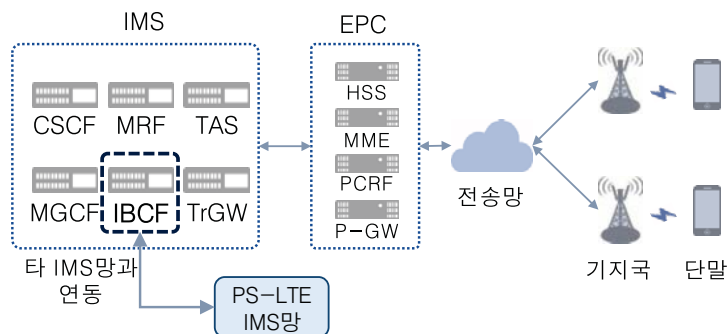 IMS
EPC
CSCF
MRF
TAS
MGCF
IBCF
TrGW
HSS
MME
PCRF
P-GW
전송망
기지국
단말
타 IMS망과
연동
PS-LTE
IMS망